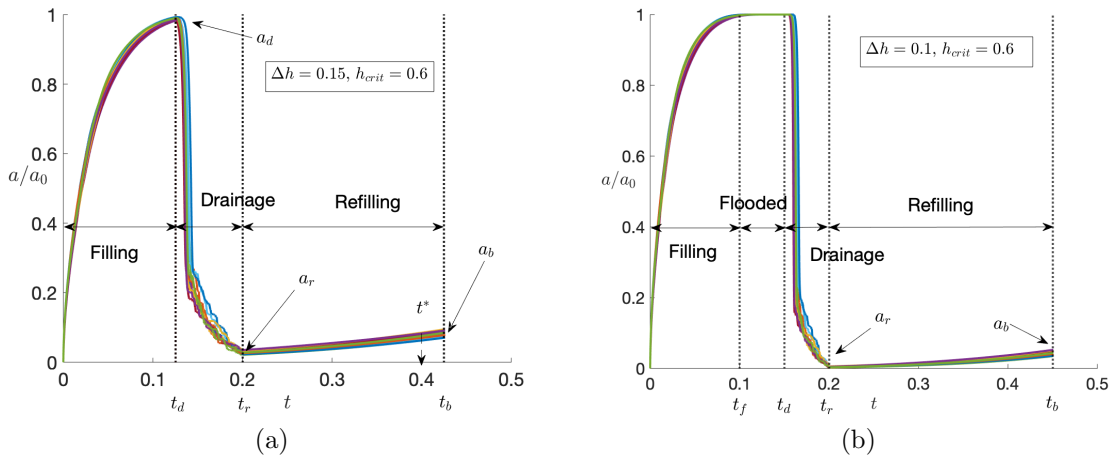 1
a_d
Δh = 0.15, h_crit = 0.6
0.8
0.6
a/a_0
Drainage
Refilling
0.4
Filling
a_b
a_r
t*
0.2
0
0 0.1 0.2 0.3 0.4 0.5
t_d t_r t t_b
(a)
1
Δh = 0.1, h_crit = 0.6
0.8
0.6
a/a_0
Flooded
Refilling
0.4
Filling
Drainage
a_r
a_b
0.2
0
0 0.1 0.2 0.3 0.4 0.5
t_f t_d t_r t t_b
(b)